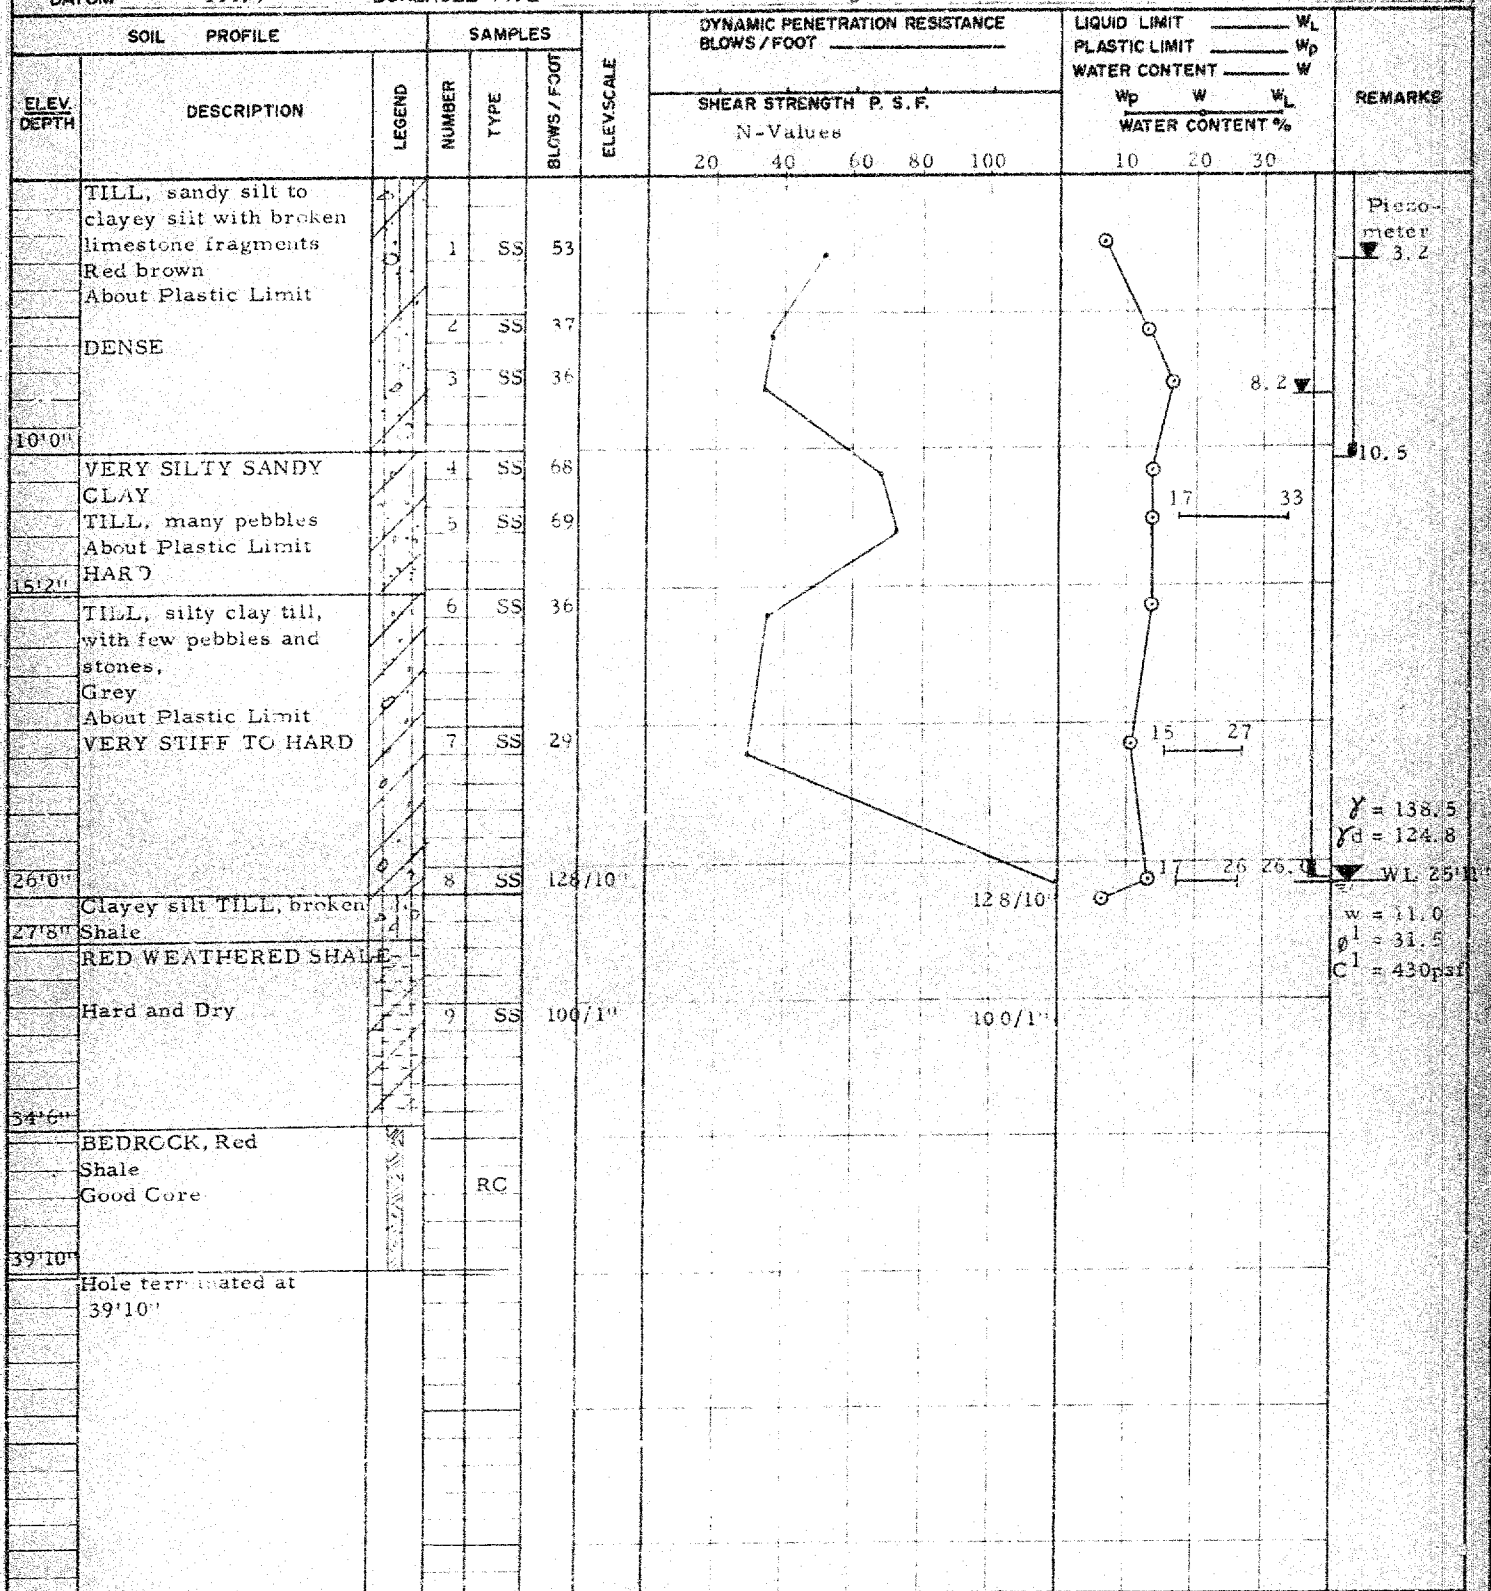 SOIL PROFILE
SAMPLES
DYNAMIC PENETRATION RESISTANCE
BLOWS / FOOT
LIQUID LIMIT WL
PLASTIC LIMIT Wp
WATER CONTENT W
ELEV.
DEPTH
DESCRIPTION
LEGEND
NUMBER
TYPE
BLOWS / FOOT
ELEV.SCALE
SHEAR STRENGTH P. S. F.
N-Values
20 40 60 80 100
Wp W WL
WATER CONTENT %
10 20 30
REMARKS
TILL, sandy silt to
clayey silt with broken
limestone fragments
Red brown
About Plastic Limit
DENSE
1 SS 53
2 SS 37
3 SS 36
Piezo-
meter
3.2
8.2
10'0"
10.5
VERY SILTY SANDY
CLAY
TILL, many pebbles
About Plastic Limit
HARD
4 SS 68
5 SS 69
17 33
15'2"
TILL, silty clay till,
with few pebbles and
stones,
Grey
About Plastic Limit
VERY STIFF TO HARD
6 SS 36
7 SS 29
15 27
γ = 138.5
γd = 124.8
26'0"
8 SS 128/10"
128/10"
17 26 26.0
WL 25'11"
Clayey silt TILL, broken
Shale
27'8"
w = 11.0
ø1 = 31.5
C1 = 430psf
RED WEATHERED SHALE
Hard and Dry
9 SS 100/1"
100/1"
34'6"
BEDROCK, Red
Shale
Good Core
RC
39'10"
Hole terminated at
39'10"